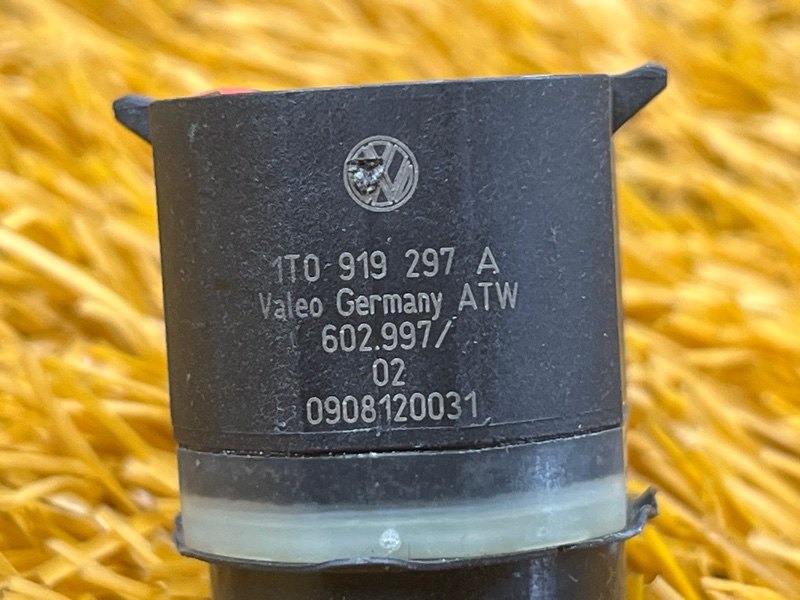 1T0 919 297 A
Valeo Germany ATW
602.997/
02
0908120031